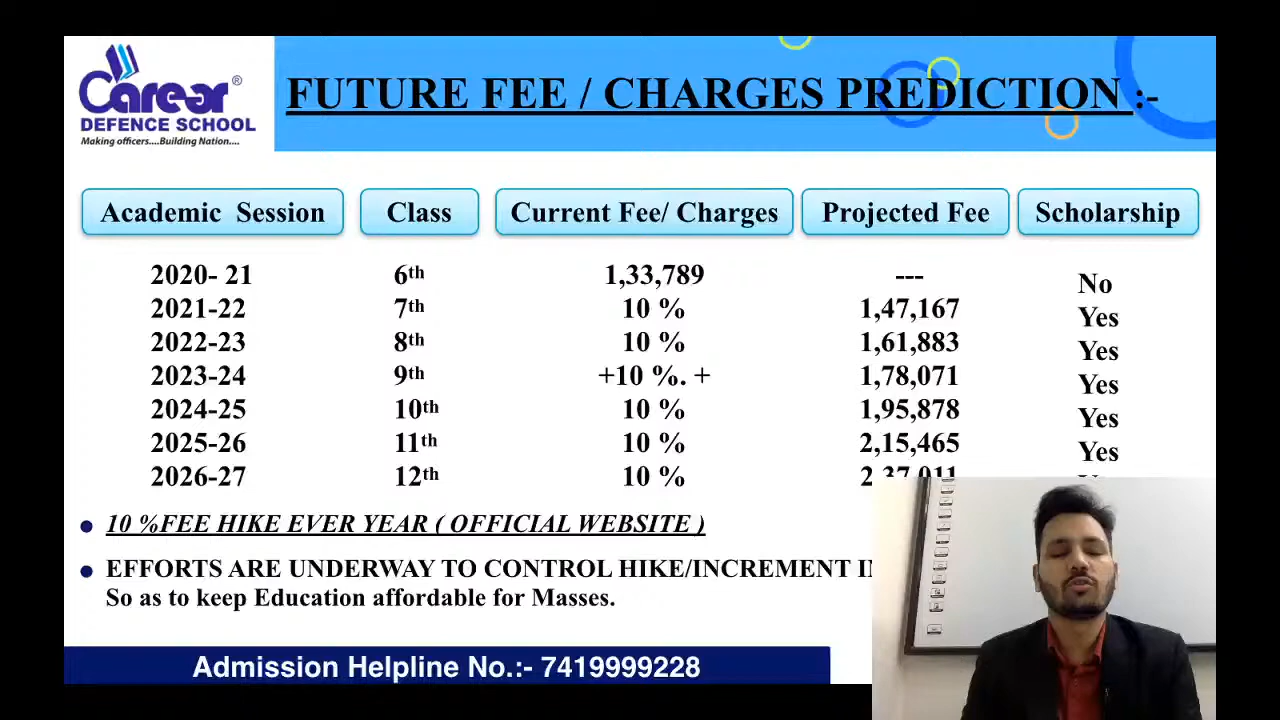 Carear®
DEFENCE SCHOOL
Making officers....Building Nation....
FUTURE FEE / CHARGES PREDICTION :-
Academic Session Class Current Fee/ Charges Projected Fee Scholarship
2020- 21 6th 1,33,789 --- No
2021-22 7th 10 % 1,47,167 Yes
2022-23 8th 10 % 1,61,883 Yes
2023-24 9th +10 %. + 1,78,071 Yes
2024-25 10th 10 % 1,95,878 Yes
2025-26 11th 10 % 2,15,465 Yes
2026-27 12th 10 % 2,37,011
10 %FEE HIKE EVER YEAR ( OFFICIAL WEBSITE )
EFFORTS ARE UNDERWAY TO CONTROL HIKE/INCREMENT
So as to keep Education affordable for Masses.
Admission Helpline No.:- 7419999228